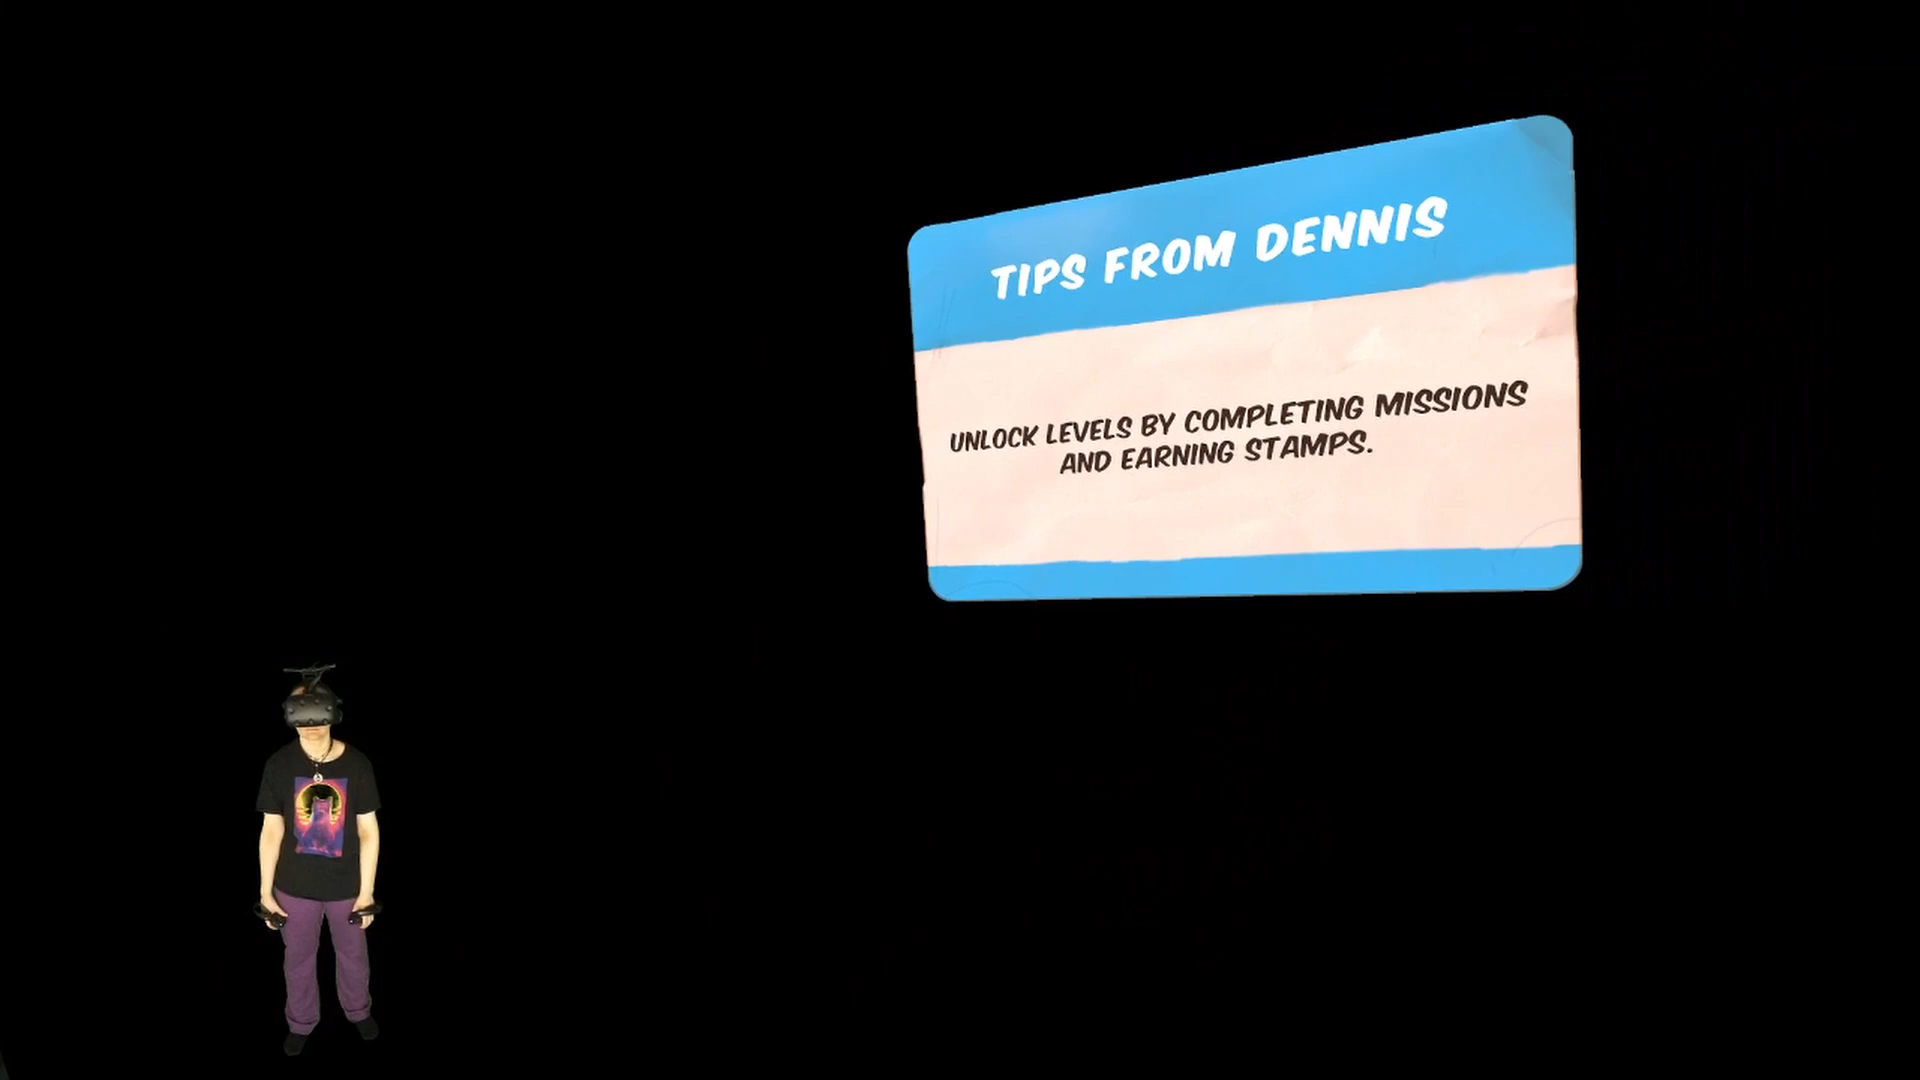 TIPS FROM DENNIS
UNLOCK LEVELS BY COMPLETING MISSIONS
AND EARNING STAMPS.